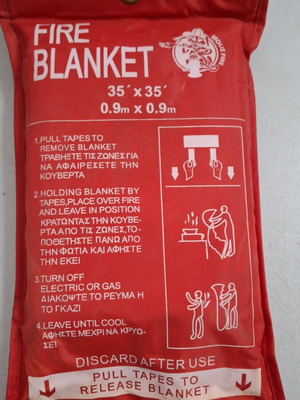 FIRE
BLANKET
35´ x 35´
0.9m x 0.9m
1.PULL TAPES TO
REMOVE BLANKET
ΤΡΑΒΗΞΤΕ ΤΙΣ ΖΩΝΕΣ ΓΙΑ
ΝΑ ΑΦΑΙΡΕΣΕΤΕ ΤΗΝ
ΚΟΥΒΕΡΤΑ
2.HOLDING BLANKET BY
TAPES,PLACE OVER FIRE
AND LEAVE IN POSITION
ΚΡΑΤΩΝΤΑΣ ΤΗΝ ΚΟΥΒΕ-
ΡΤΑ ΑΠΟ ΤΙΣ ΖΩΝΕΣ,ΤΟ-
ΠΟΘΕΤΗΣΤΕ ΠΑΝΩ ΑΠΟ
ΤΗΝ ΦΩΤΙΑ ΚΑΙ ΑΦΗΣΤΕ
ΤΗΝ ΕΚΕΙ
3.TURN OFF
ELECTRIC OR GAS
ΔΙΑΚΟΨΤΕ ΤΟ ΡΕΥΜΑ Η
ΤΟ ΓΚΑΖΙ
4.LEAVE UNTIL COOL
ΑΦΗΣΤΕ ΜΕΧΡΙ ΝΑ ΚΡΥΩ-
ΣΕΙ
DISCARD AFTER USE
PULL TAPES TO
RELEASE BLANKET